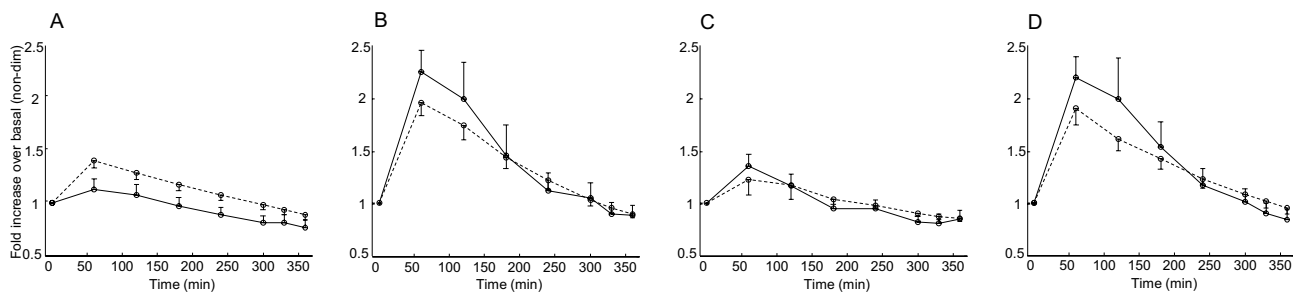 A B C D
Fold increase over basal (non-dim)
2.5 2.5 2.5 2.5
2 2 2 2
1.5 1.5 1.5 1.5
1 1 1 1
0.5 0.5 0.5 0.5
0 50 100 150 200 250 300 350 0 50 100 150 200 250 300 350 0 50 100 150 200 250 300 350 0 50 100 150 200 250 300 350
Time (min) Time (min) Time (min) Time (min)